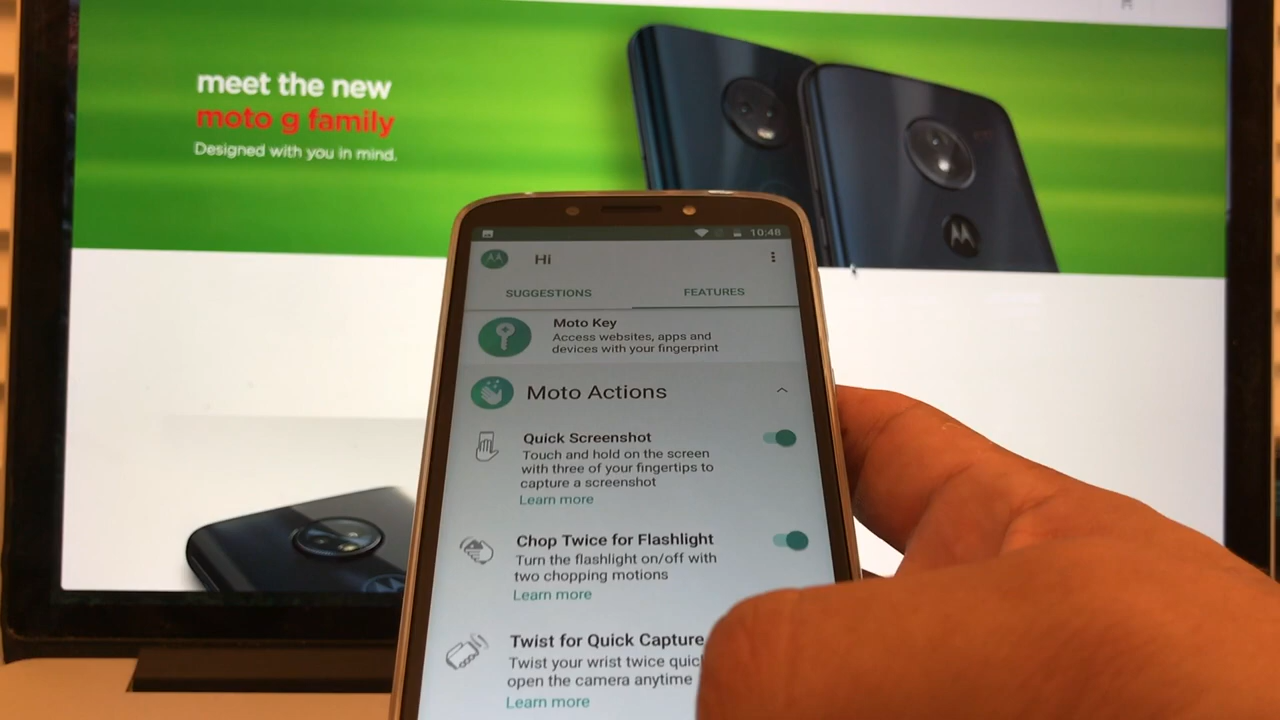 meet the new
moto g family
Designed with you in mind.
10:48
Hi
SUGGESTIONS
FEATURES
Moto Key
Access websites, apps and
devices with your fingerprint
Moto Actions
Quick Screenshot
Touch and hold on the screen
with three of your fingertips to
capture a screenshot
Learn more
Chop Twice for Flashlight
Turn the flashlight on/off with
two chopping motions
Learn more
Twist for Quick Capture
Twist your wrist twice
open the camera anytime
Learn more